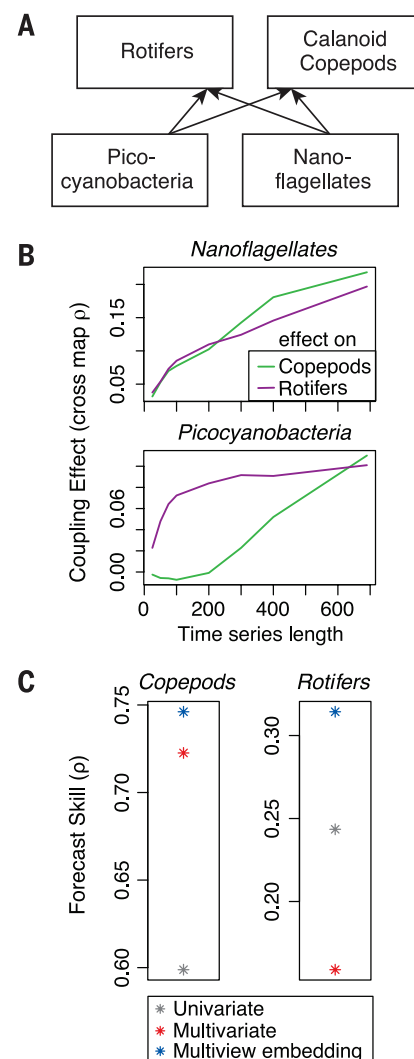 A
Rotifers
Calanoid
Copepods
Pico-
cyanobacteria
Nano-
flagellates
B
Nanoflagellates
0.15
0.05
effect on
Copepods
Rotifers
Coupling Effect (cross map ρ)
Picocyanobacteria
0.06
0.00
0 200 400 600
Time series length
C
Copepods Rotifers
0.75
0.70
0.65
0.60
0.30
0.25
0.20
Forecast Skill (ρ)
Univariate
Multivariate
Multiview embedding